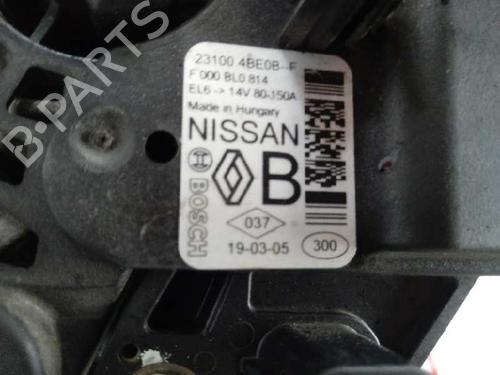 23100 4BE0B--F
F 000 BL0 814
EL6 -> 14V 80-150A
Made in Hungary
NISSAN
BOSCH
B
037
19-03-05
300
B-PARTS